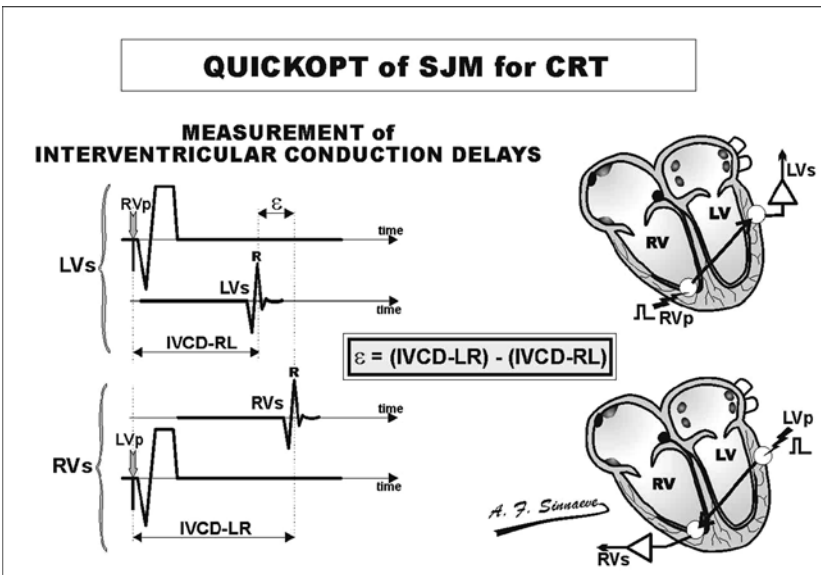 QUICKOPT of SJM for CRT
MEASUREMENT of
INTERVENTRICULAR CONDUCTION DELAYS
RVp
ε
time
LVs
R
LVs
time
IVCD-RL
ε = (IVCD-LR) - (IVCD-RL)
R
RVs
time
LVp
RVs
time
IVCD-LR
LVs
LV
RV
RVp
LVp
LV
RV
RVs
A. F. Sinnaeve